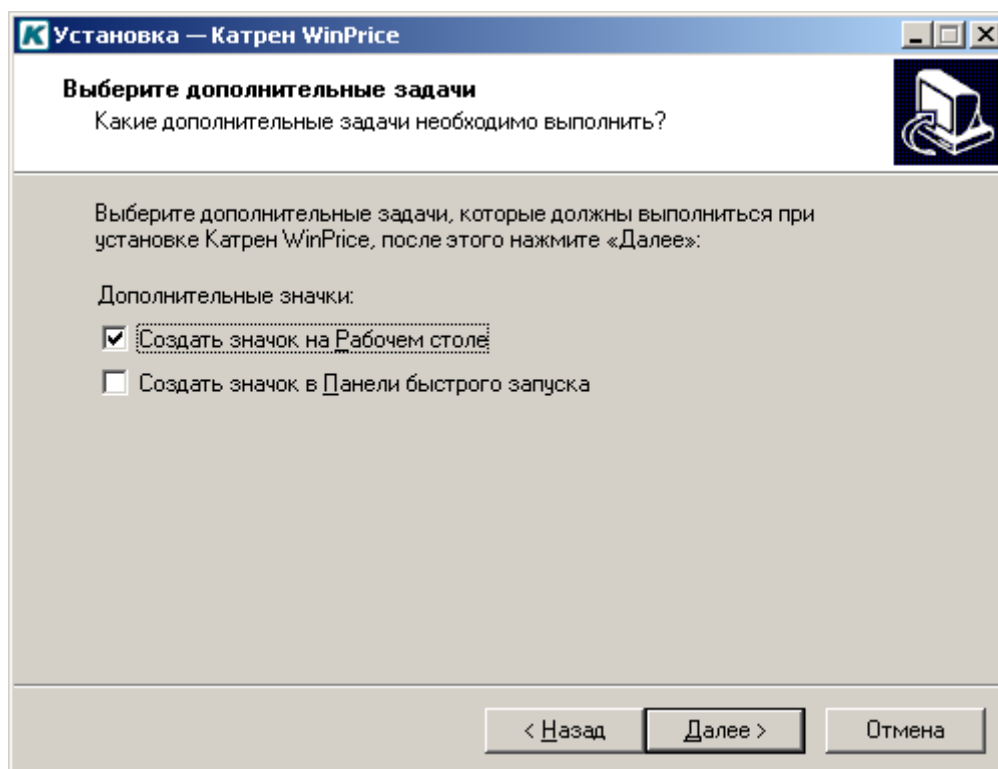 Установка — Катрен WinPrice
Выберите дополнительные задачи
Какие дополнительные задачи необходимо выполнить?
Выберите дополнительные задачи, которые должны выполниться при
установке Катрен WinPrice, после этого нажмите «Далее»:
Дополнительные значки:
Создать значок на Рабочем столе
Создать значок в Панели быстрого запуска
< Назад
Далее >
Отмена